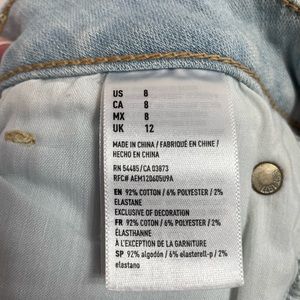 US 8
CA 8
MX 8
UK 12
MADE IN CHINA / FABRIQUÉ EN CHINE /
HECHO EN CHINA
RN 54485 / CA 03873
RFC# AEM120605U9A
EN 92% COTTON / 6% POLYESTER / 2%
ELASTANE
EXCLUSIVE OF DECORATION
FR 92% COTTON / 6% POLYESTER / 2%
ÉLASTHANNE
À L'EXCEPTION DE LA GARNITURE
SP 92% algodón / 6% elasterell-p / 2%
elastano